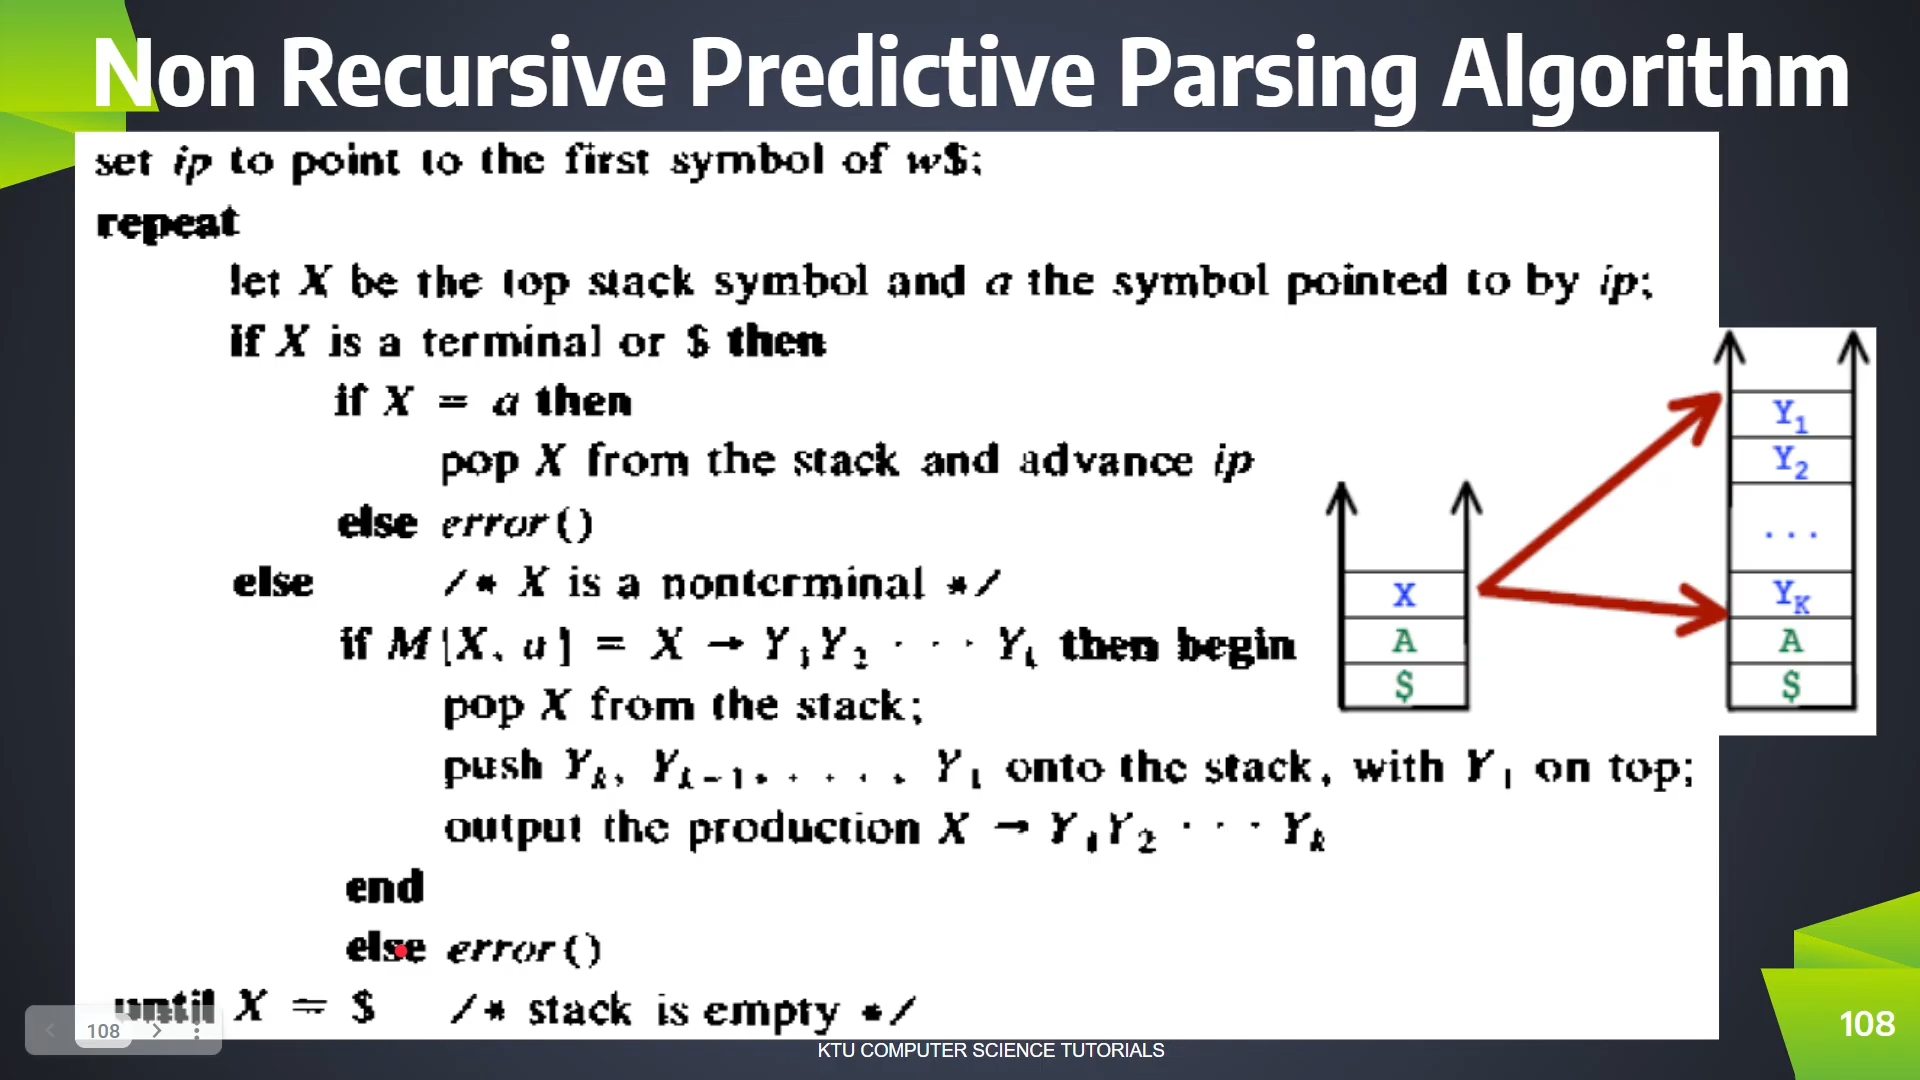 Non Recursive Predictive Parsing Algorithm
set ip to point to the first symbol of w$;
repeat
let X be the top stack symbol and a the symbol pointed to by ip;
if X is a terminal or $ then
if X = a then
pop X from the stack and advance ip
else error()
else /* X is a nonterminal */
if M[X, a] = X → Y₁Y₂ · · · Yₖ then begin
pop X from the stack;
push Yₖ, Yₖ₋₁, . . . , Y₁ onto the stack, with Y₁ on top;
output the production X → Y₁Y₂ · · · Yₖ
end
else error()
until X = $ /* stack is empty */
X
A
$
Y₁
Y₂
...
Y_K
A
$
108
108
KTU COMPUTER SCIENCE TUTORIALS